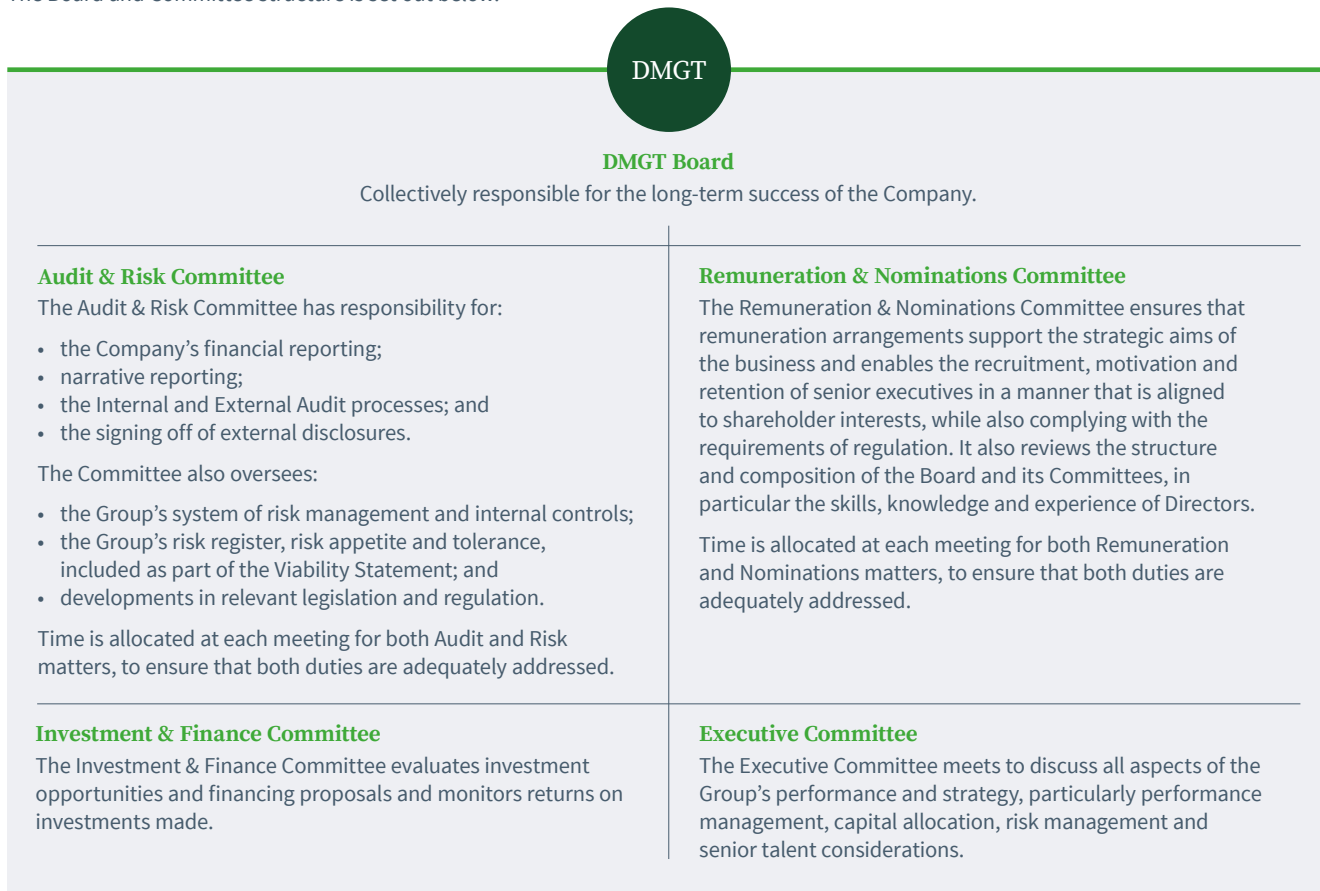 The Board and Committee structure is set out below.
DMGT
DMGT Board
Collectively responsible for the long-term success of the Company.
Audit & Risk Committee
The Audit & Risk Committee has responsibility for:
• the Company’s financial reporting;
• narrative reporting;
• the Internal and External Audit processes; and
• the signing off of external disclosures.
The Committee also oversees:
• the Group’s system of risk management and internal controls;
• the Group’s risk register, risk appetite and tolerance,
included as part of the Viability Statement; and
• developments in relevant legislation and regulation.
Time is allocated at each meeting for both Audit and Risk
matters, to ensure that both duties are adequately addressed.
Remuneration & Nominations Committee
The Remuneration & Nominations Committee ensures that
remuneration arrangements support the strategic aims of
the business and enables the recruitment, motivation and
retention of senior executives in a manner that is aligned
to shareholder interests, while also complying with the
requirements of regulation. It also reviews the structure
and composition of the Board and its Committees, in
particular the skills, knowledge and experience of Directors.
Time is allocated at each meeting for both Remuneration
and Nominations matters, to ensure that both duties are
adequately addressed.
Investment & Finance Committee
The Investment & Finance Committee evaluates investment
opportunities and financing proposals and monitors returns on
investments made.
Executive Committee
The Executive Committee meets to discuss all aspects of the
Group’s performance and strategy, particularly performance
management, capital allocation, risk management and
senior talent considerations.